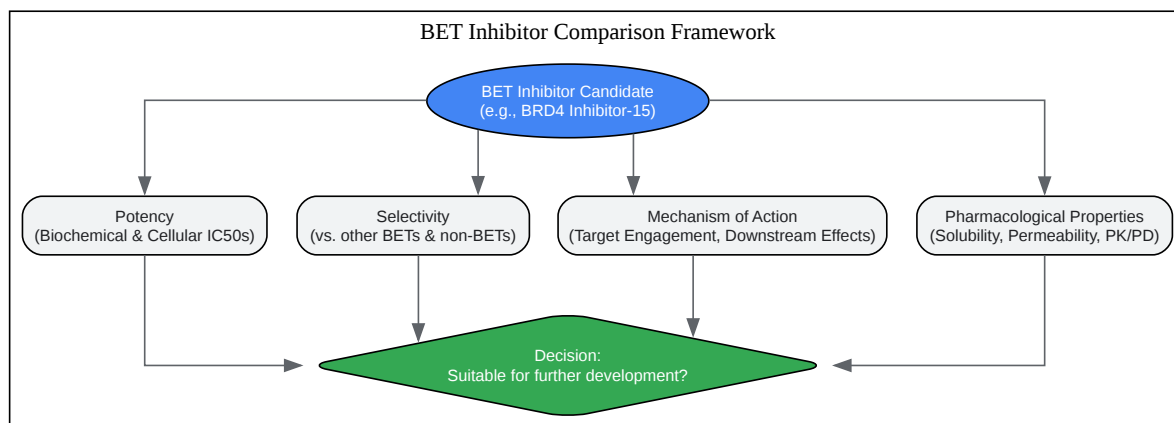 BET Inhibitor Comparison Framework
BET Inhibitor Candidate
(e.g., BRD4 Inhibitor-15)
Potency
(Biochemical & Cellular IC50s)
Selectivity
(vs. other BETs & non-BETs)
Mechanism of Action
(Target Engagement, Downstream Effects)
Pharmacological Properties
(Solubility, Permeability, PK/PD)
Decision:
Suitable for further development?